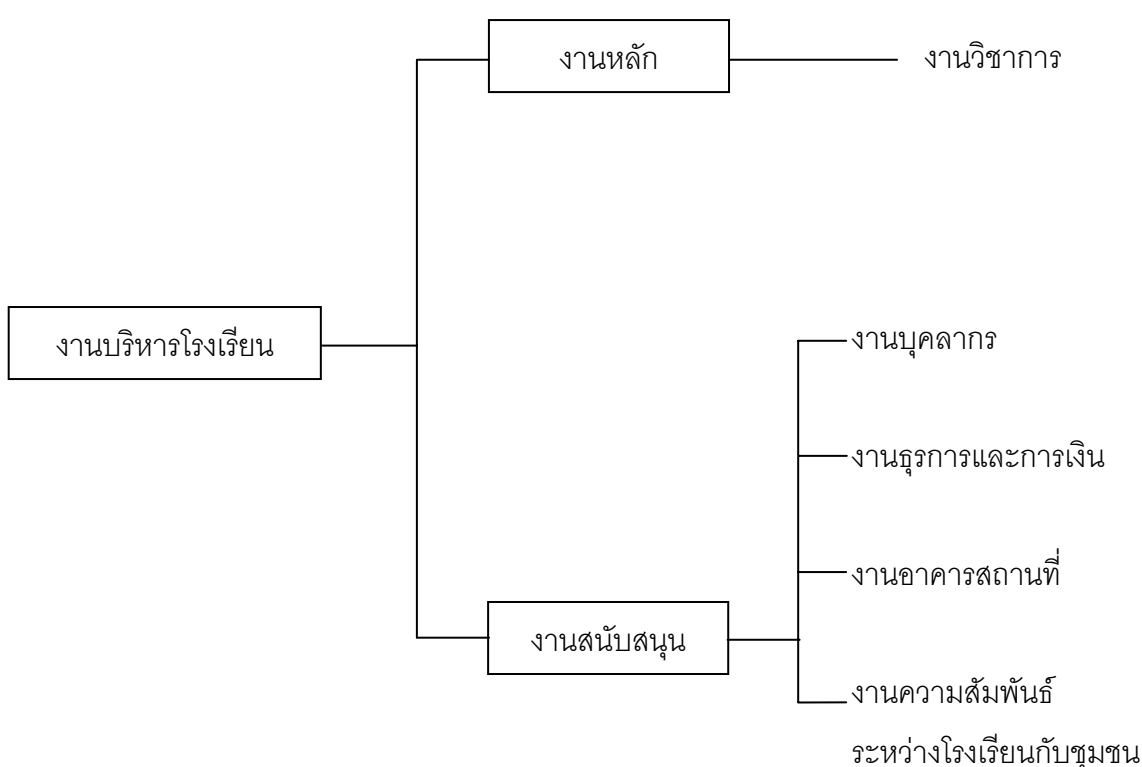 งานหลัก
งานวิชาการ
งานบริหารโรงเรียน
งานบุคลากร
งานธุรการและการเงิน
งานอาคารสถานที่
งานสนับสนุน
งานความสัมพันธ์
ระหว่างโรงเรียนกับชุมชน